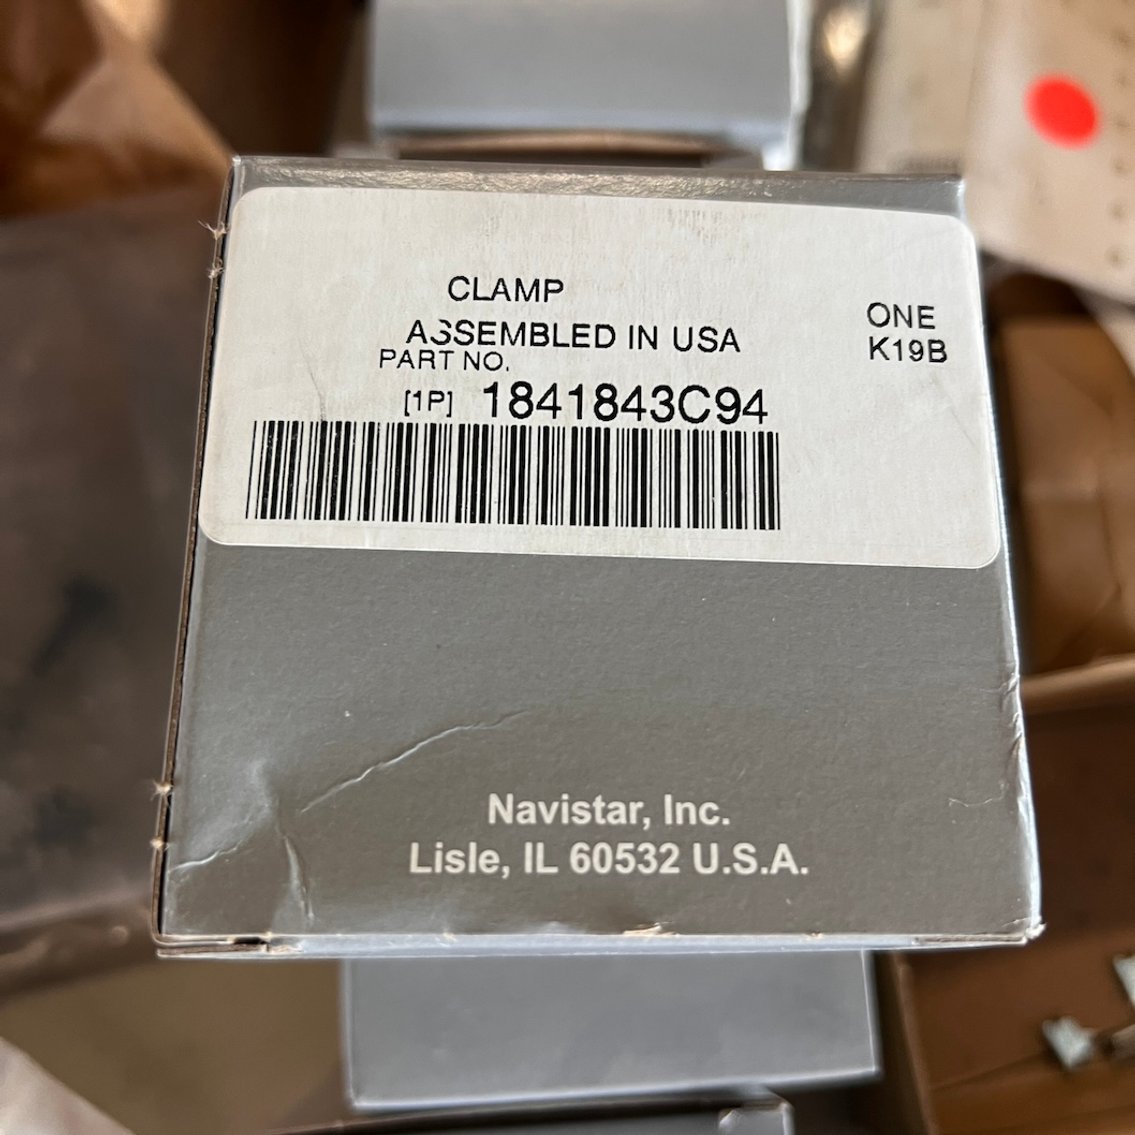 CLAMP
ASSEMBLED IN USA
PART NO.
[1P] 1841843C94
ONE
K19B
Navistar, Inc.
Lisle, IL 60532 U.S.A.